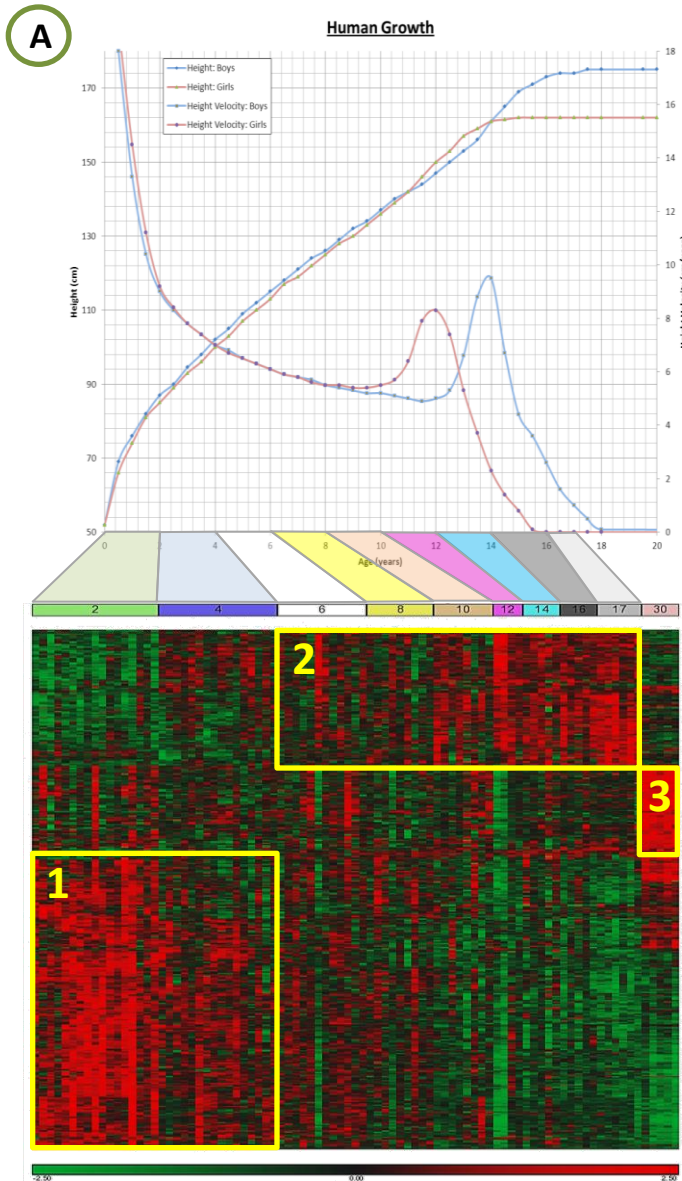 A
Human Growth
Height: Boys
Height: Girls
Height Velocity: Boys
Height Velocity: Girls
170
150
130
110
90
70
50
Height (cm)
18
16
14
12
10
8
6
4
2
0
0 2 4 6 8 10 12 14 16 18 20
Age (years)
2 4 6 8 10 12 14 16 17 30
2
3
1
-2.50 0.00 2.50